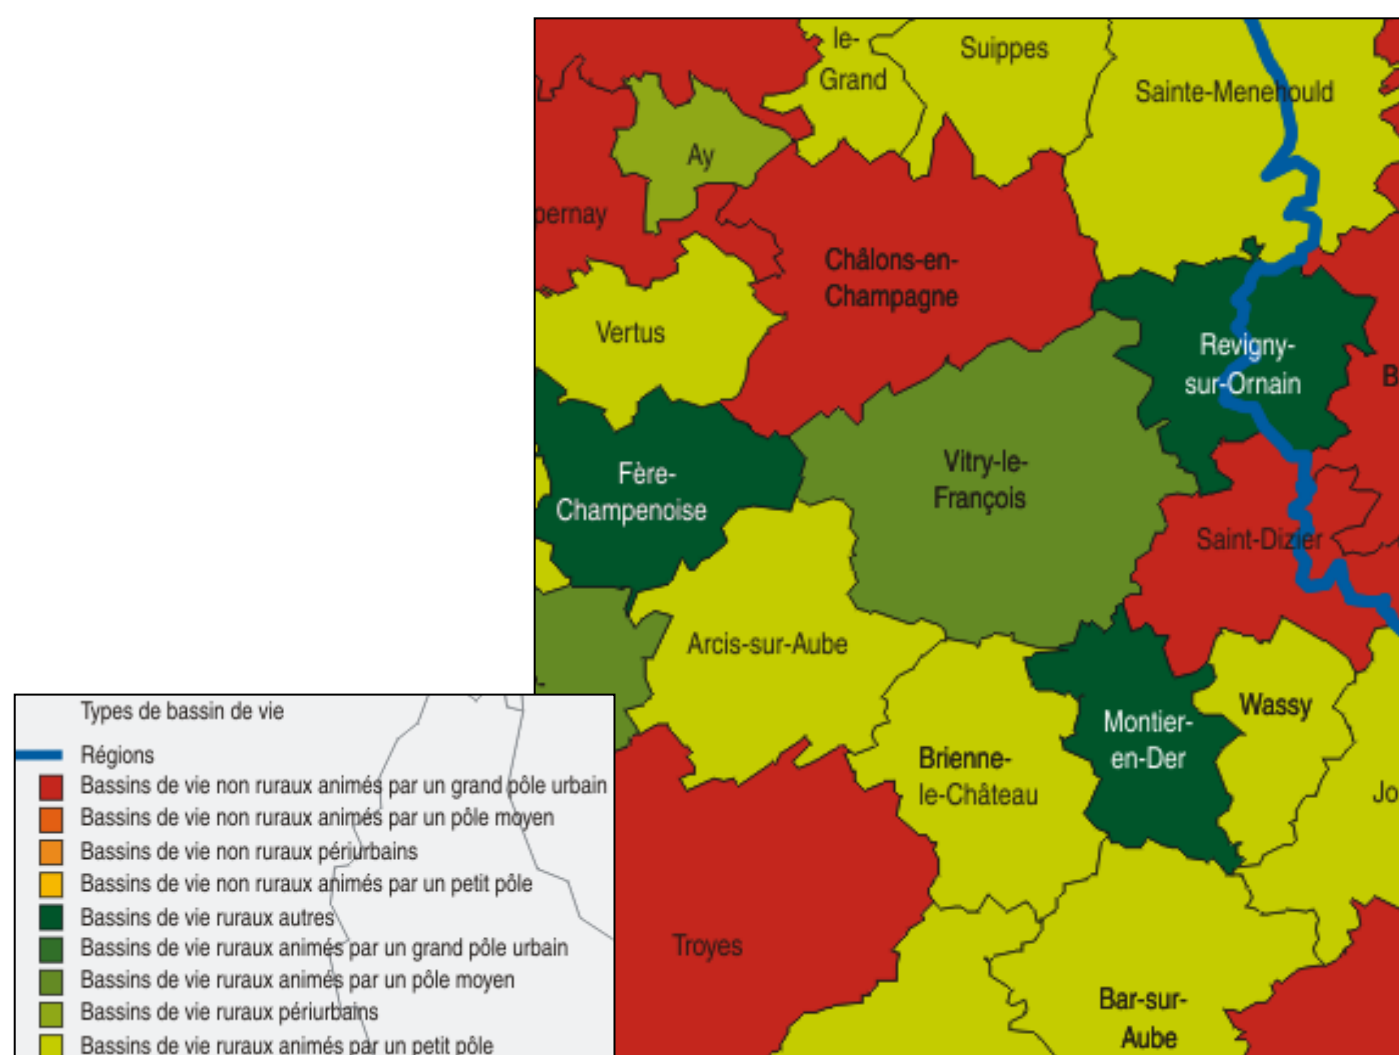 le-
Grand
Suippes
Sainte-Menehould
Ay
pernay
Châlons-en-
Champagne
Vertus
Revigny-
sur-Ornain
B
Fère-
Champenoise
Vitry-le-
François
Saint-Dizier
Arcis-sur-Aube
-
Montier-
en-Der
Wassy
Brienne-
le-Château
Jo
Troyes
Bar-sur-
Aube
Types de bassin de vie
Régions
Bassins de vie non ruraux animés par un grand pôle urbain
Bassins de vie non ruraux animés par un pôle moyen
Bassins de vie non ruraux périurbains
Bassins de vie non ruraux animés par un petit pôle
Bassins de vie ruraux autres
Bassins de vie ruraux animés par un grand pôle urbain
Bassins de vie ruraux animés par un pôle moyen
Bassins de vie ruraux périurbains
Bassins de vie ruraux animés par un petit pôle